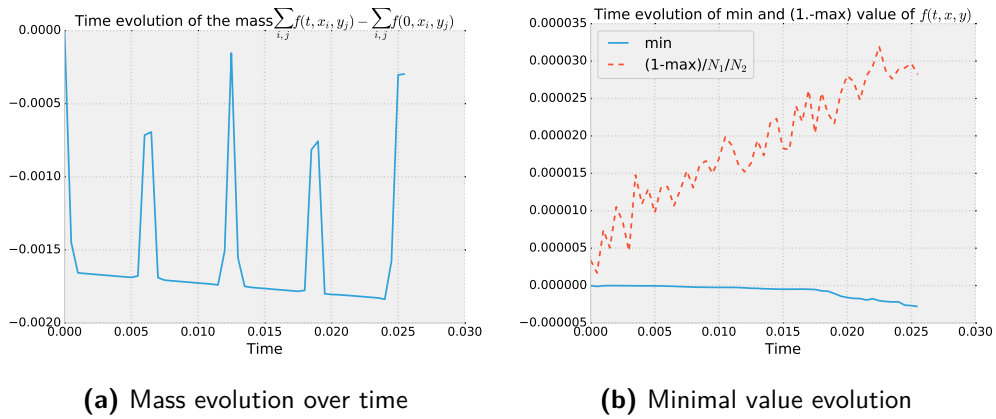 Time evolution of the mass ∑_{i,j} f(t, x_i, y_j) − ∑_{i,j} f(0, x_i, y_j)
0.0000
−0.0005
−0.0010
−0.0015
−0.0020
0.000 0.005 0.010 0.015 0.020 0.025 0.030
Time
(a) Mass evolution over time
Time evolution of min and (1.-max) value of f(t, x, y)
0.000035
0.000030
0.000025
0.000020
0.000015
0.000010
0.000005
0.000000
−0.000005
min
(1-max)/N_1/N_2
0.000 0.005 0.010 0.015 0.020 0.025 0.030
Time
(b) Minimal value evolution